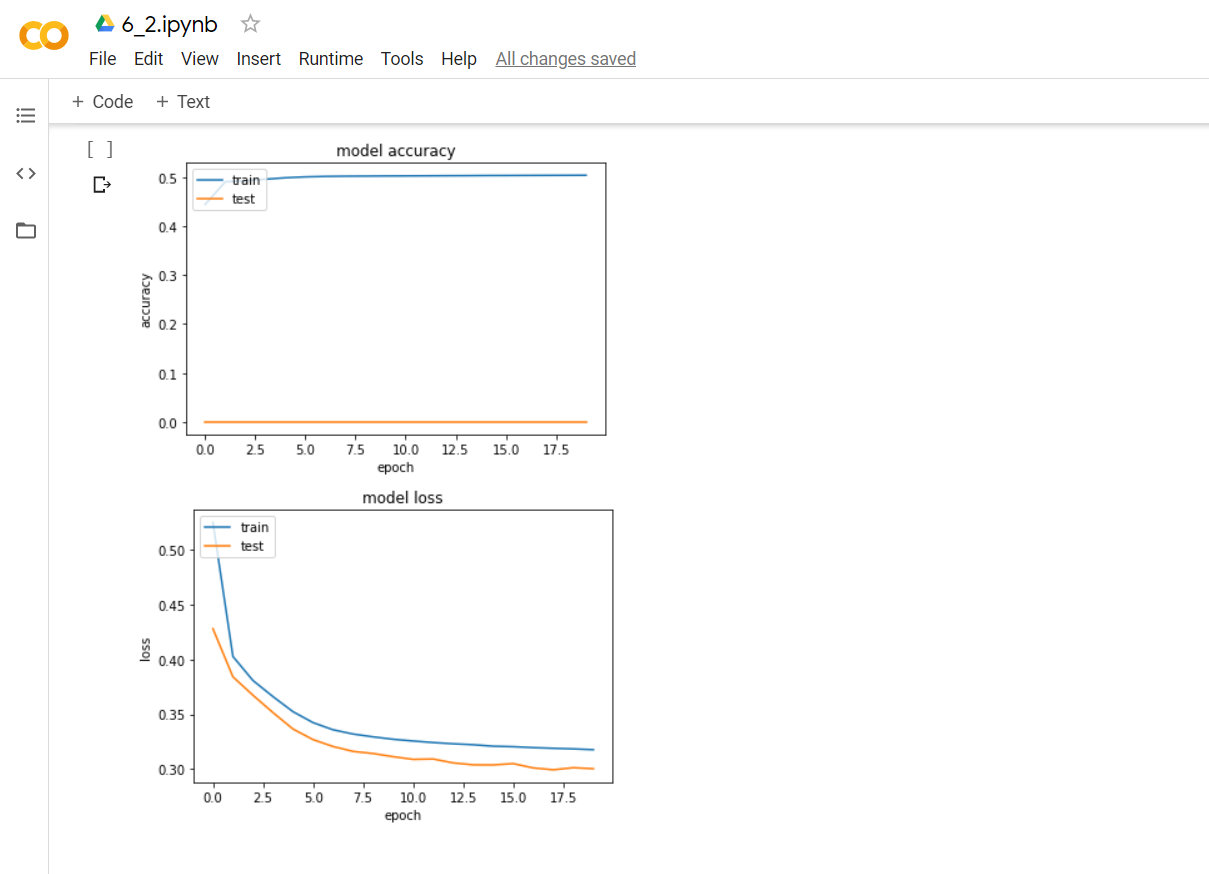 6_2.ipynb
File Edit View Insert Runtime Tools Help All changes saved
+ Code + Text
[ ]
model accuracy
train
test
0.5
0.4
0.3
0.2
0.1
0.0
accuracy
0.0 2.5 5.0 7.5 10.0 12.5 15.0 17.5
epoch
model loss
train
test
0.50
0.45
0.40
0.35
0.30
loss
0.0 2.5 5.0 7.5 10.0 12.5 15.0 17.5
epoch